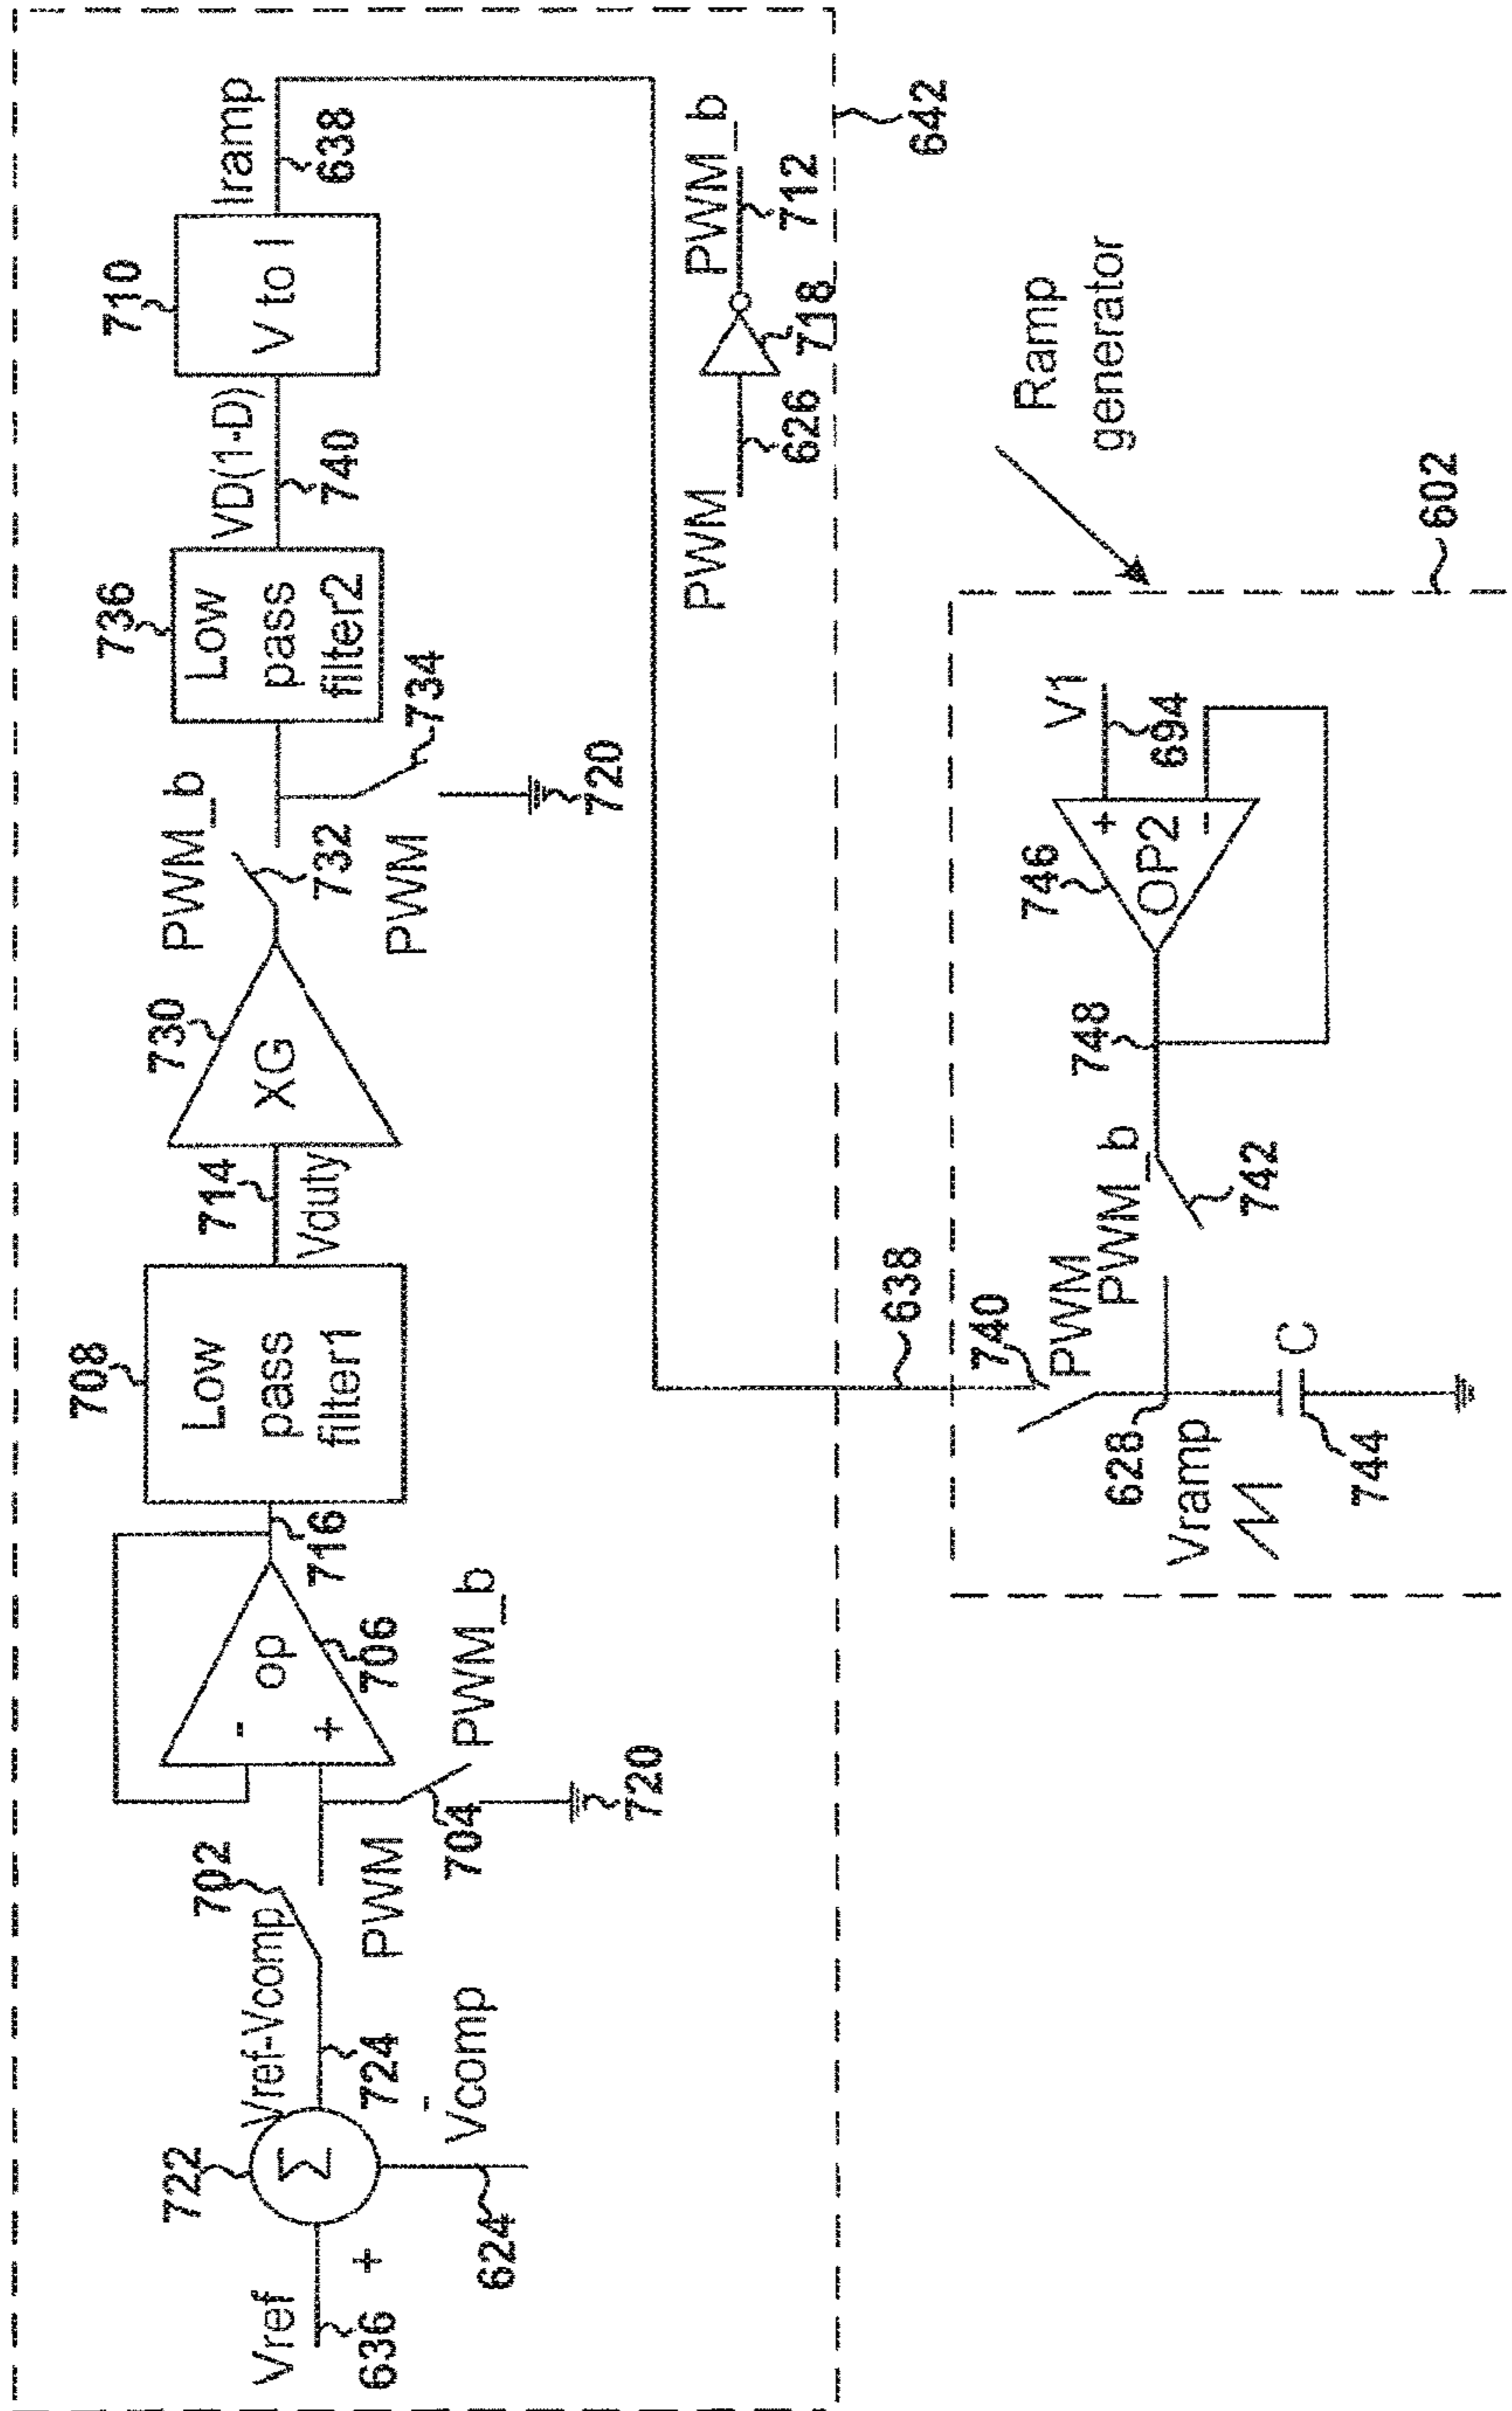 Vref
636
+
722
Σ
Vref-Vcomp
724
-
Vcomp
624
702
PWM
704
PWM_b
720
-
+
op
706
716
708
Low
pass
filter1
714
Vduty
730
XG
PWM_b
732
PWM
734
720
736
Low
pass
filter2
VD(1-D)
740
710
V to I
Iramp
638
PWM
626
718
PWM_b
712
642
638
740
PWM
PWM_b
742
628
Vramp
C
744
748
746
OP2
+
-
V1
694
Ramp
generator
602